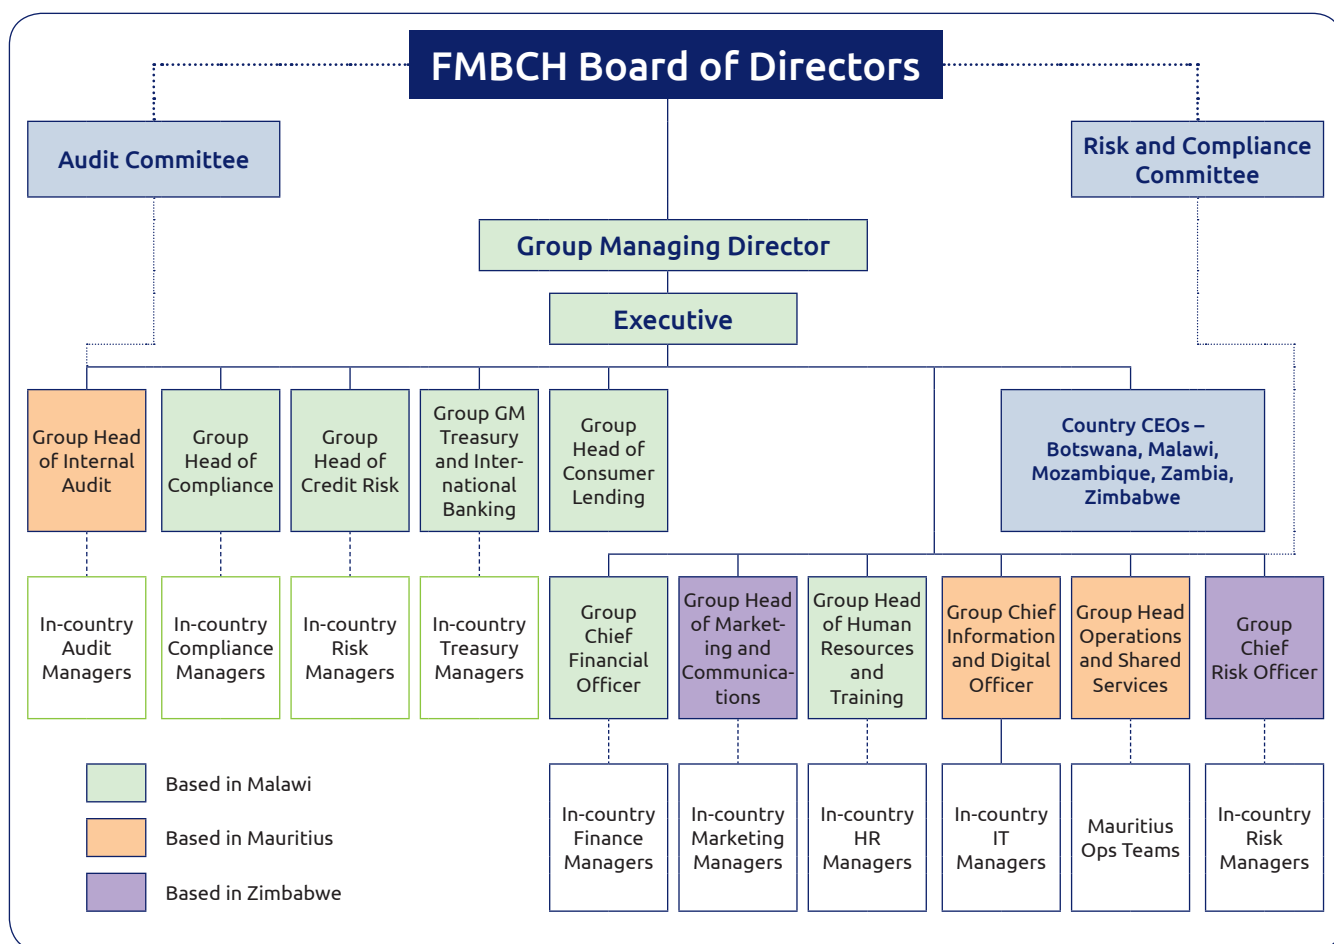 FMBCH Board of Directors
Audit Committee
Risk and Compliance
Committee
Group Managing Director
Executive
Group Head
of Internal
Audit
Group
Head of
Compliance
Group
Head of
Credit Risk
Group GM
Treasury
and Inter-
national
Banking
Group
Head of
Consumer
Lending
Country CEOs –
Botswana, Malawi,
Mozambique, Zambia,
Zimbabwe
In-country
Audit
Managers
In-country
Compliance
Managers
In-country
Risk
Managers
In-country
Treasury
Managers
Group
Chief
Financial
Officer
Group Head
of Market-
ing and
Communica-
tions
Group Head
of Human
Resources
and
Training
Group Chief
Information
and Digital
Officer
Group Head
Operations
and Shared
Services
Group
Chief
Risk Officer
In-country
Finance
Managers
In-country
Marketing
Managers
In-country
HR
Managers
In-country
IT
Managers
Mauritius
Ops Teams
In-country
Risk
Managers
Based in Malawi
Based in Mauritius
Based in Zimbabwe